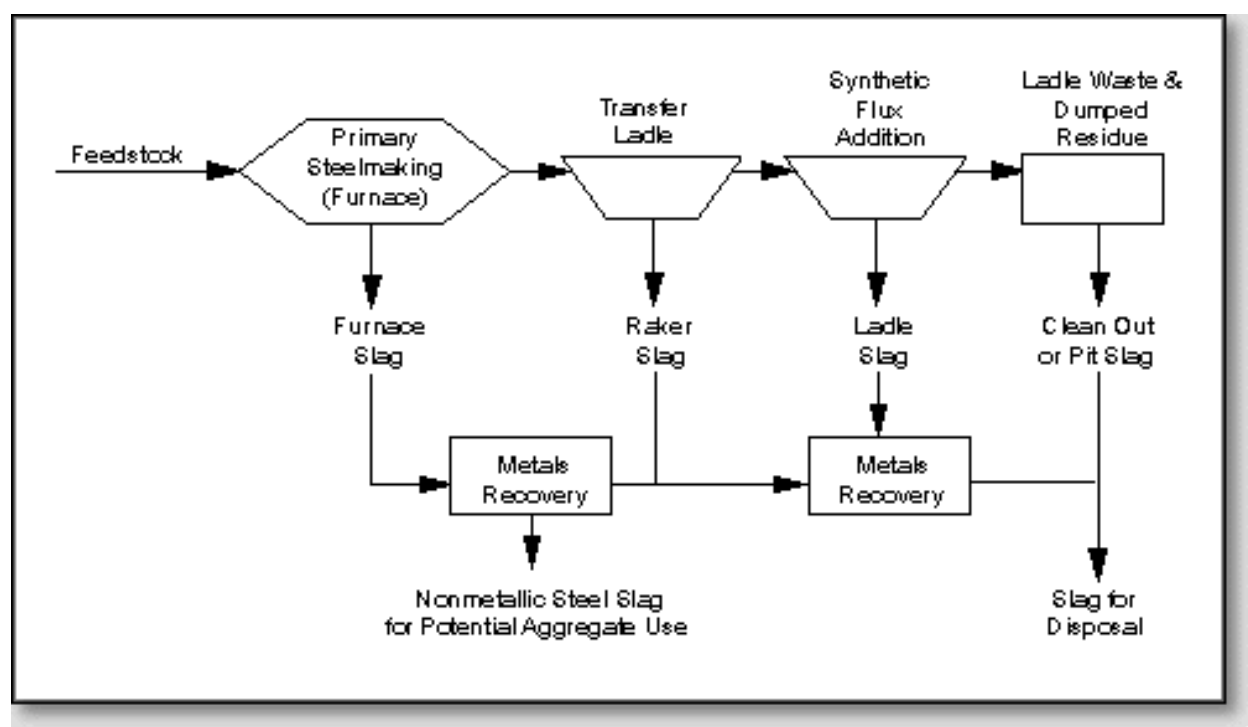 Feedstock
Primary
Steelmaking
(Furnace)
Transfer
Ladle
Synthetic
Flux
Addition
Ladle Waste &
Dumped
Residue
Furnace
Slag
Raker
Slag
Ladle
Slag
Clean Out
or Pit Slag
Metals
Recovery
Metals
Recovery
Nonmetallic Steel Slag
for Potential Aggregate Use
Slag for
Disposal